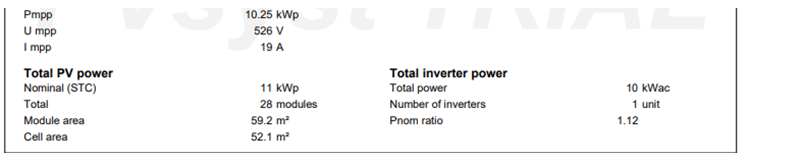 PVsyst TRIAL
Pmpp 10.25 kWp
U mpp 526 V
I mpp 19 A
Total PV power
Nominal (STC) 11 kWp
Total 28 modules
Module area 59.2 m²
Cell area 52.1 m²
Total inverter power
Total power 10 kWac
Number of inverters 1 unit
Pnom ratio 1.12